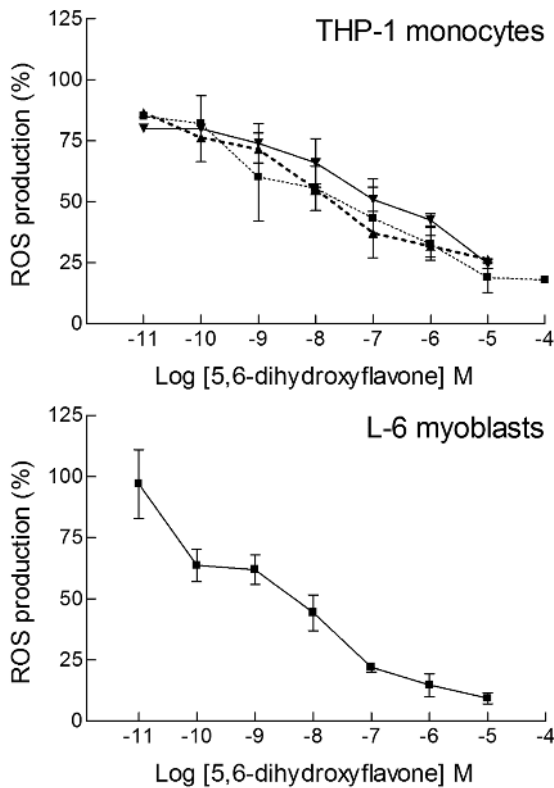 THP-1 monocytes
125
100
75
50
25
0
ROS production (%)
-11 -10 -9 -8 -7 -6 -5 -4
Log [5,6-dihydroxyflavone] M
L-6 myoblasts
125
100
75
50
25
0
ROS production (%)
-11 -10 -9 -8 -7 -6 -5 -4
Log [5,6-dihydroxyflavone] M